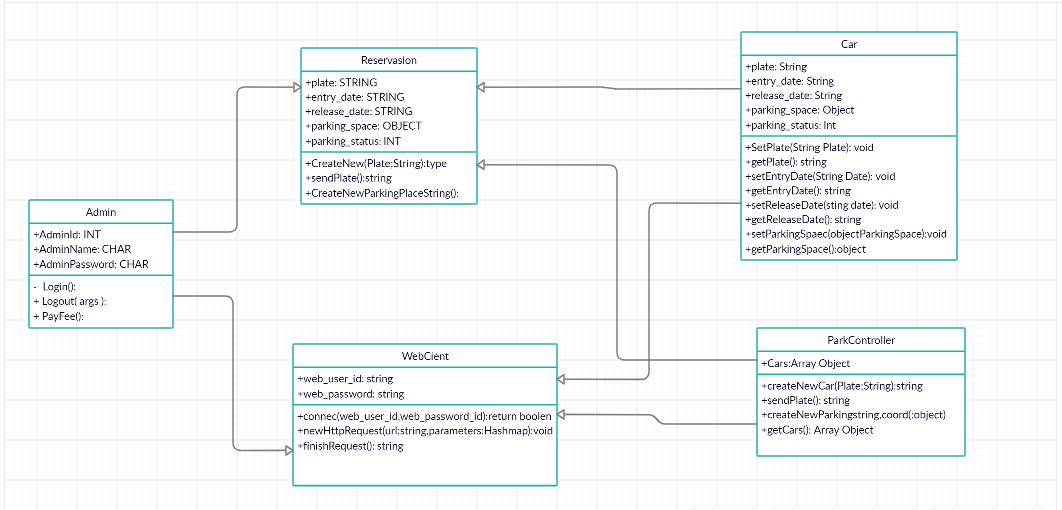 Reservasion
+plate: STRING
+entry_date: STRING
+release_date: STRING
+parking_space: OBJECT
+parking_status: INT
+CreateNew(Plate;String):type
+sendPlate():string
+CreateNewParkingPlaceString():
Car
+plate: String
+entry_date: String
+release_date: String
+parking_space: Object
+parking_status: Int
+SetPlate(String Plate): void
+getPlate(): string
+setEntryDate(String Date): void
+getEntryDate(): string
+setReleaseDate(sting date): void
+getReleaseDate(): string
+setParkingSpaec(objectParkingSpace):void
+getParkingSpace():object
Admin
+AdminId: INT
+AdminName: CHAR
+AdminPassword: CHAR
- Login():
+ Logout( args ):
+ PayFee():
WebCient
+web_user_id: string
+web_password: string
+connec(web_user_id.web_password_id):return boolen
+newHttpRequest(url:string,parameters:Hashmap):void
+finishRequest(): string
ParkController
+Cars:Array Object
+createNewCar(Plate;String):string
+sendPlate(): string
+createNewParkingstring,coord(:object)
+getCars(): Array Object